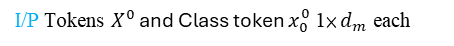 I/P Tokens X⁰ and Class token x₀⁰ 1×dₘ each